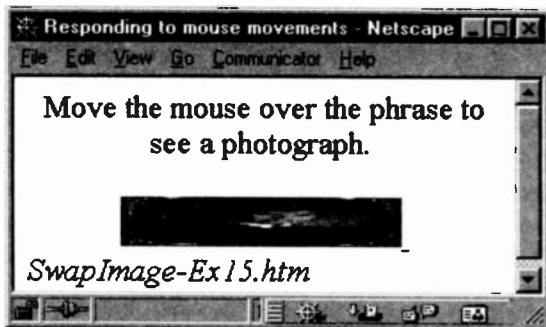 Responding to mouse movements - Netscape
File Edit View Go Communicator Help
Move the mouse over the phrase to
see a photograph.
SwapImage-Ex15.htm